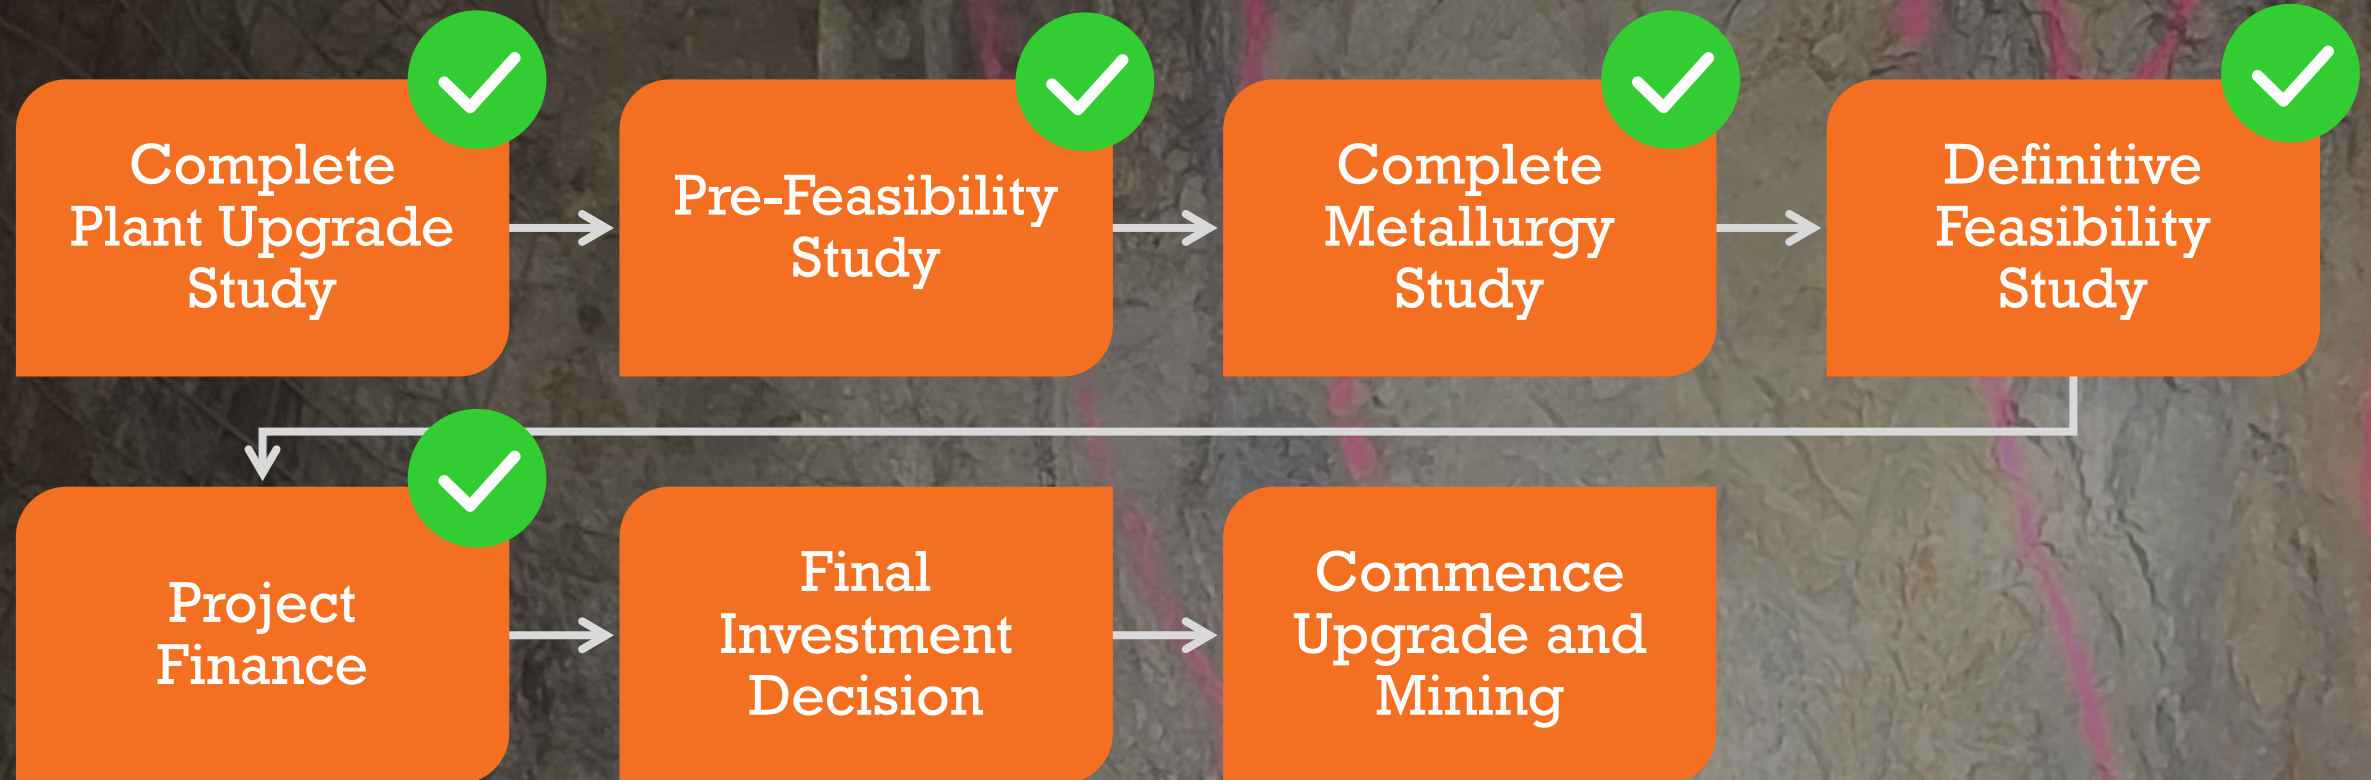 Complete
Plant Upgrade
Study
Pre-Feasibility
Study
Complete
Metallurgy
Study
Definitive
Feasibility
Study
Project
Finance
Final
Investment
Decision
Commence
Upgrade and
Mining